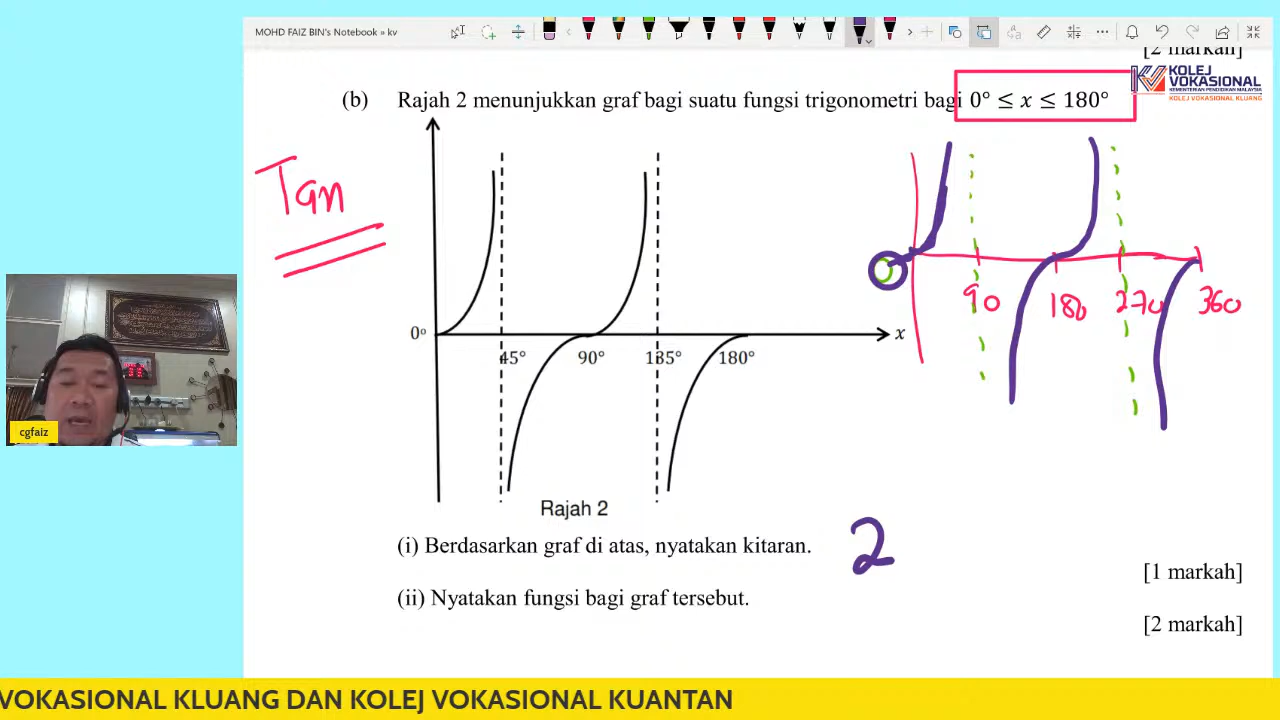 MOHD FAIZ BIN's Notebook » kv
[2 markah]
KOLEJ
VOKASIONAL
KEMENTERIAN PENDIDIKAN MALAYSIA
KOLEJ VOKASIONAL KLUANG
(b) Rajah 2 menunjukkan graf bagi suatu fungsi trigonometri bagi 0° ≤ x ≤ 180°
Tan
0°
x
45° 90° 135° 180°
90 180 270 360
Rajah 2
(i) Berdasarkan graf di atas, nyatakan kitaran. 2
[1 markah]
(ii) Nyatakan fungsi bagi graf tersebut.
[2 markah]
cgfaiz
VOKASIONAL KLUANG DAN KOLEJ VOKASIONAL KUANTAN